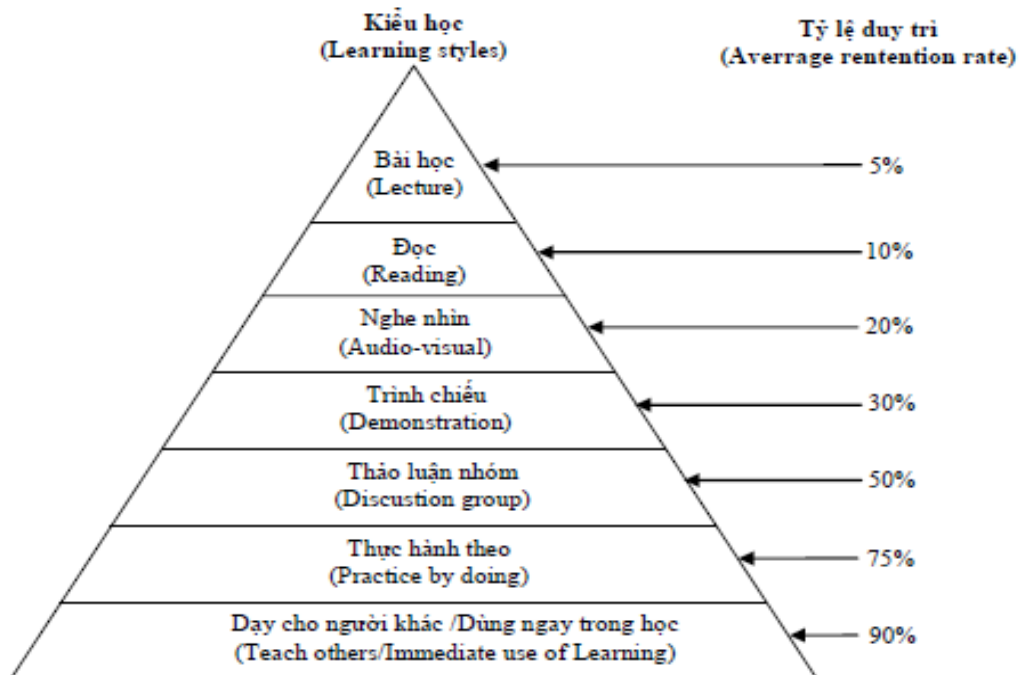 Kiểu học
(Learning styles)
Tỷ lệ duy trì
(Averrage rentention rate)
Bài học
(Lecture)
5%
Đọc
(Reading)
10%
Nghe nhìn
(Audio-visual)
20%
Trình chiếu
(Demonstration)
30%
Thảo luận nhóm
(Discustion group)
50%
Thực hành theo
(Practice by doing)
75%
Dạy cho người khác /Dùng ngay trong học
(Teach others/Immediate use of Learning)
90%